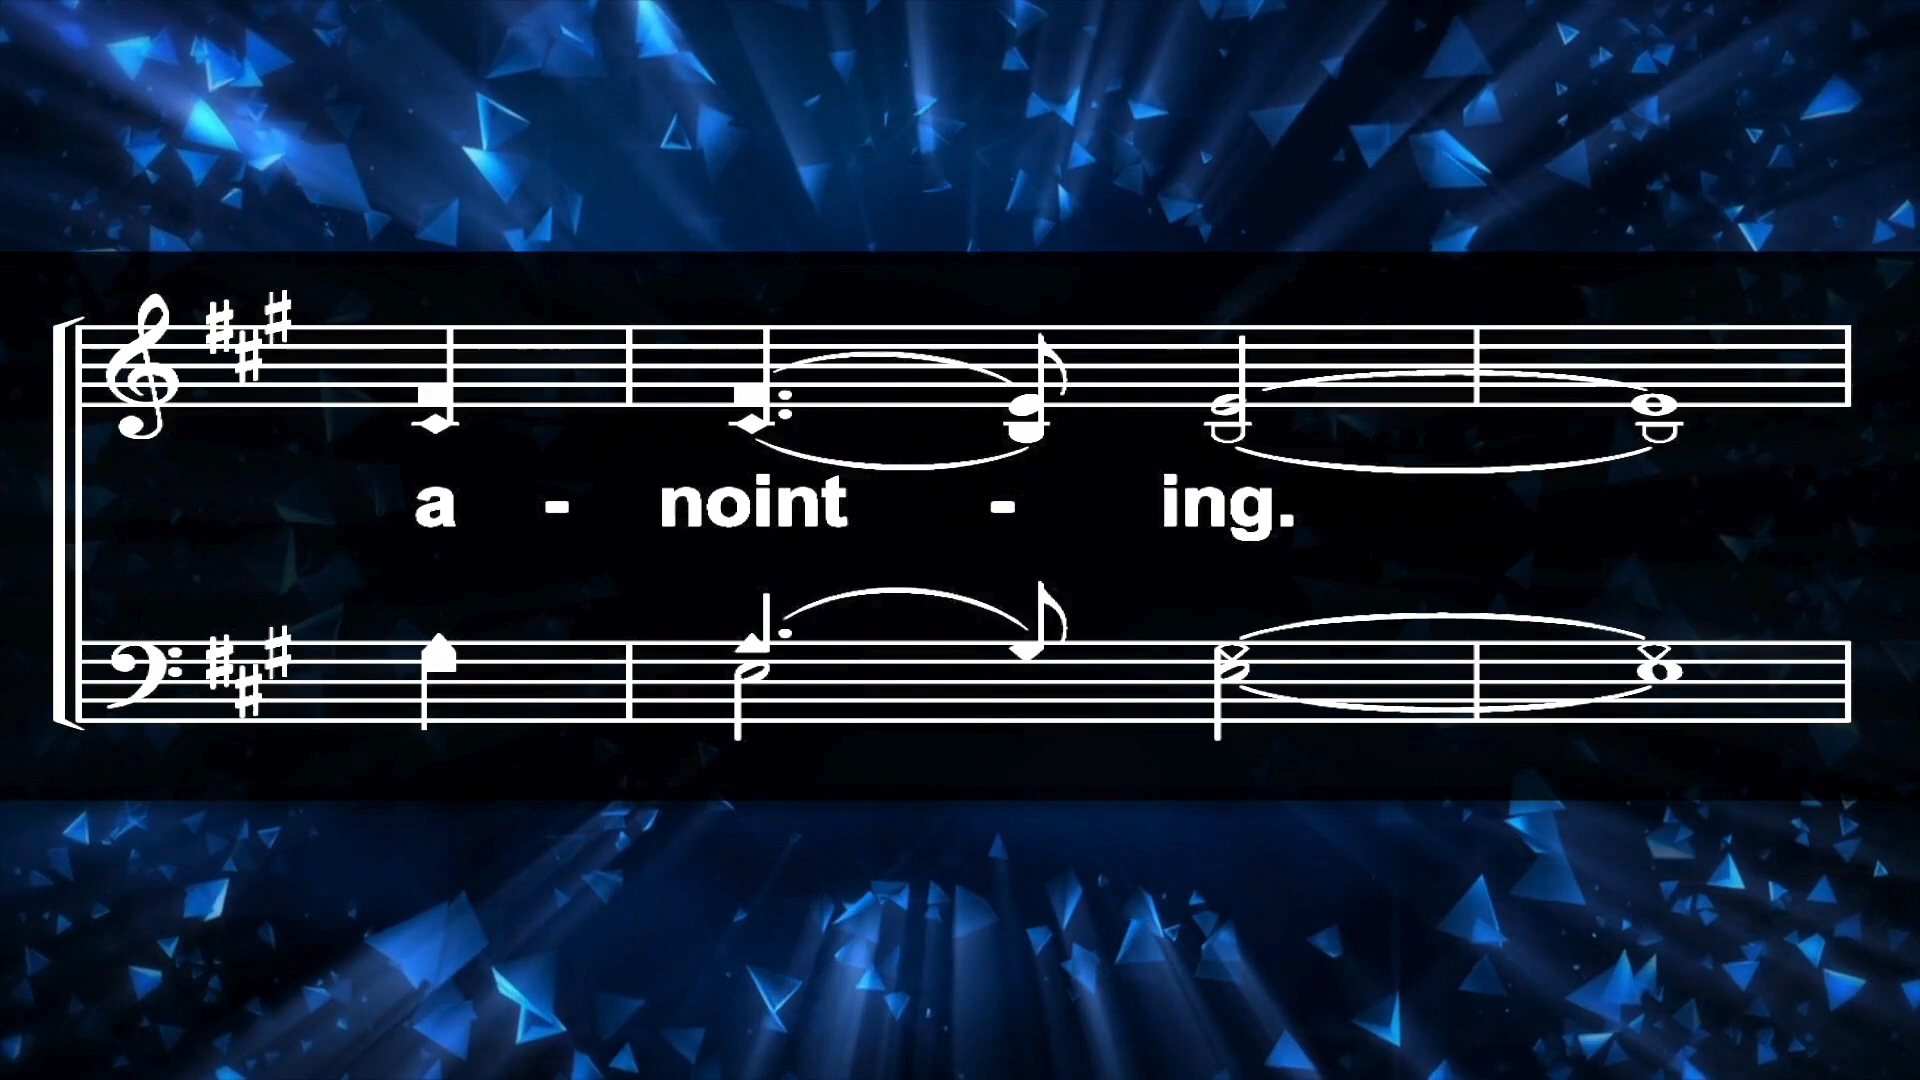 a - noint - ing.